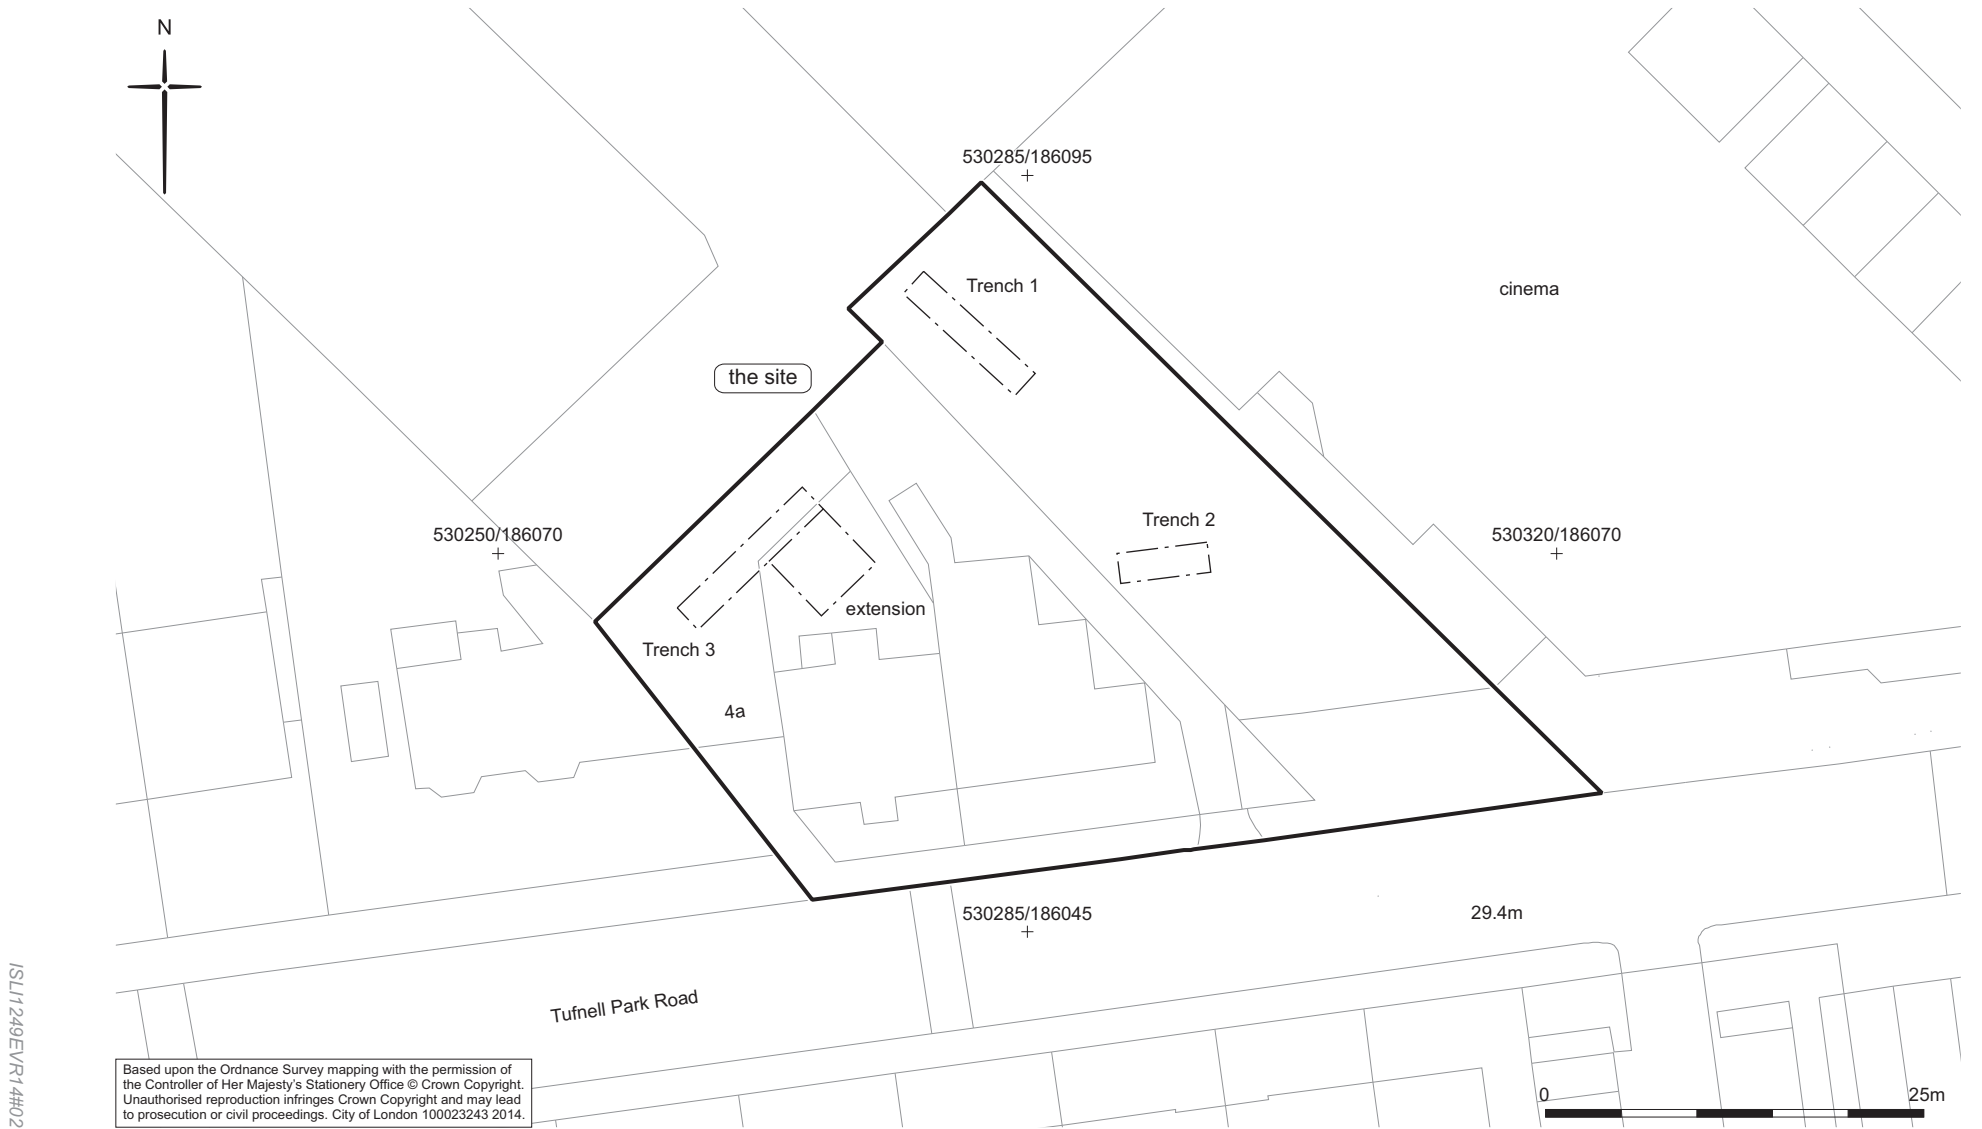 N
530285/186095
Trench 1
cinema
the site
Trench 2
530250/186070
530320/186070
extension
Trench 3
4a
530285/186045
29.4m
Tufnell Park Road
ISLI1249EVR14#02
Based upon the Ordnance Survey mapping with the permission of
the Controller of Her Majesty's Stationery Office © Crown Copyright.
Unauthorised reproduction infringes Crown Copyright and may lead
to prosecution or civil proceedings. City of London 100023243 2014.
0
25m